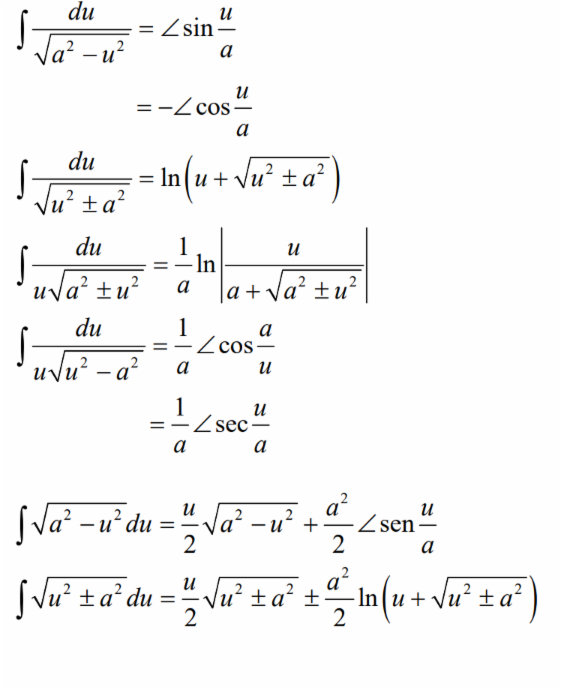 ∫ du / √(a² − u²) = ∠ sin u/a
= −∠ cos u/a
∫ du / √(u² ± a²) = ln(u + √(u² ± a²))
∫ du / (u√(a² ± u²)) = 1/a ln |u / (a + √(a² ± u²))|
∫ du / (u√(u² − a²)) = 1/a ∠ cos a/u
= 1/a ∠ sec u/a
∫ √(a² − u²) du = u/2 √(a² − u²) + a²/2 ∠ sen u/a
∫ √(u² ± a²) du = u/2 √(u² ± a²) ± a²/2 ln(u + √(u² ± a²))